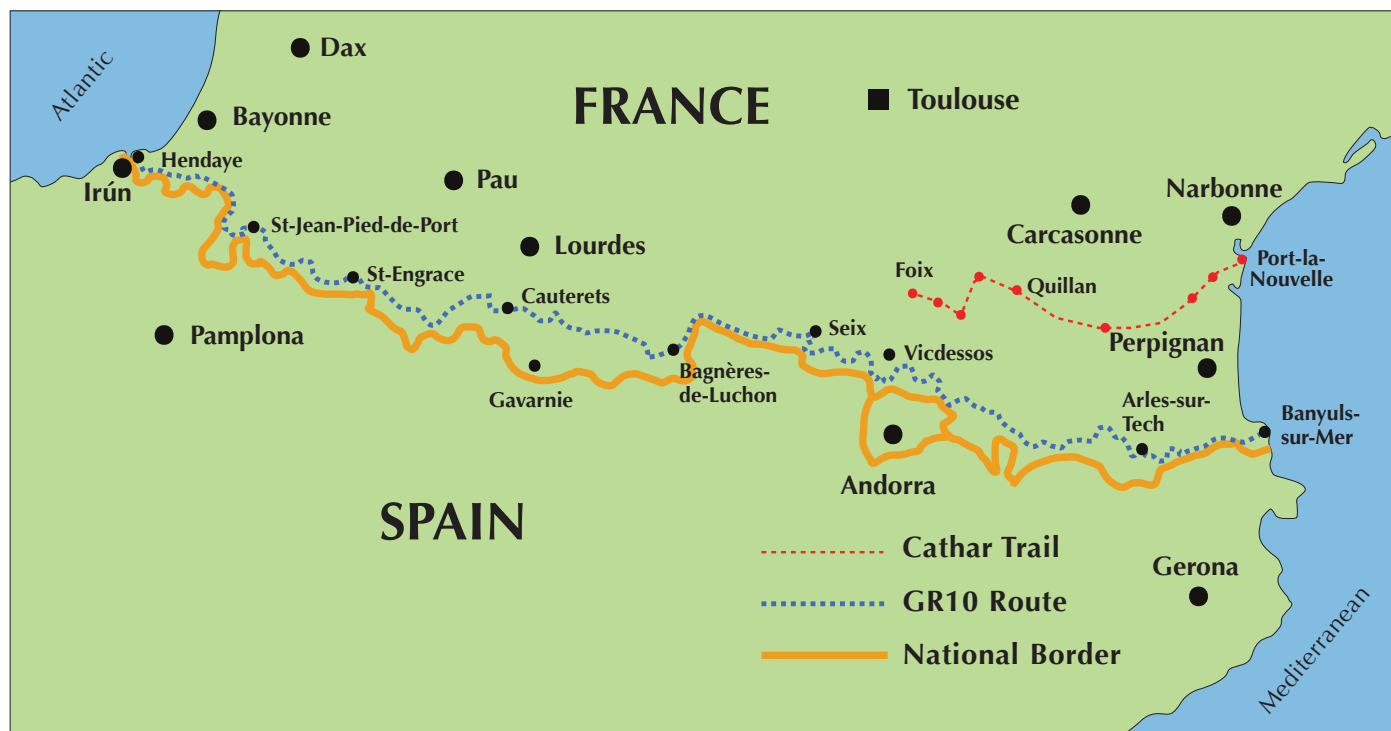 Atlantic
Dax
FRANCE
Toulouse
Bayonne
Hendaye
Irún
Pau
Narbonne
Carcasonne
St-Jean-Pied-de-Port
Lourdes
Port-la-
Nouvelle
St-Engrace
Foix
Quillan
Cauterets
Pamplona
Seix
Perpignan
Vicdessos
Gavarnie
Bagnères-
de-Luchon
Arles-sur-
Tech
Banyuls-
sur-Mer
Andorra
SPAIN
Cathar Trail
GR10 Route
National Border
Gerona
Mediterranean